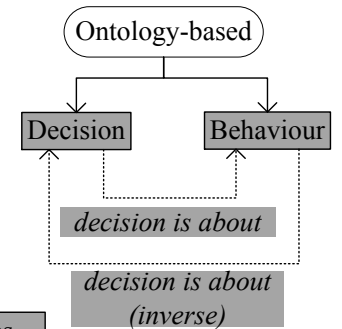 Ontology-based
Decision
Behaviour
decision is about
decision is about
(inverse)